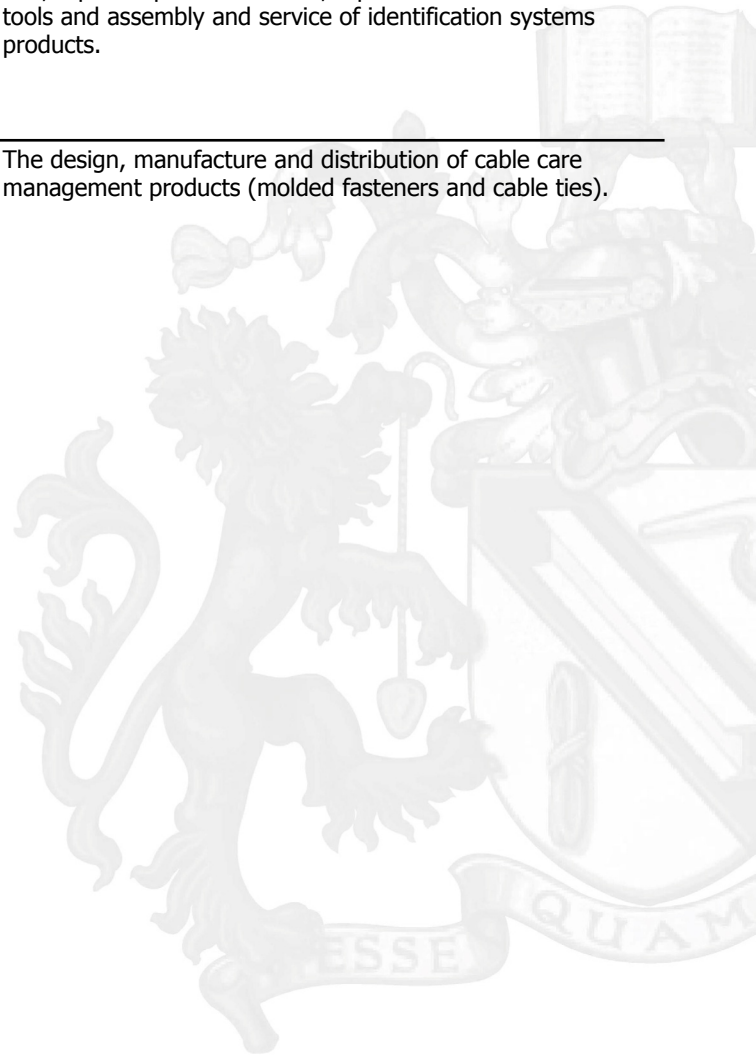 tools and assembly and service of identification systems
products.
The design, manufacture and distribution of cable care
management products (molded fasteners and cable ties).
ESSE
QUAM